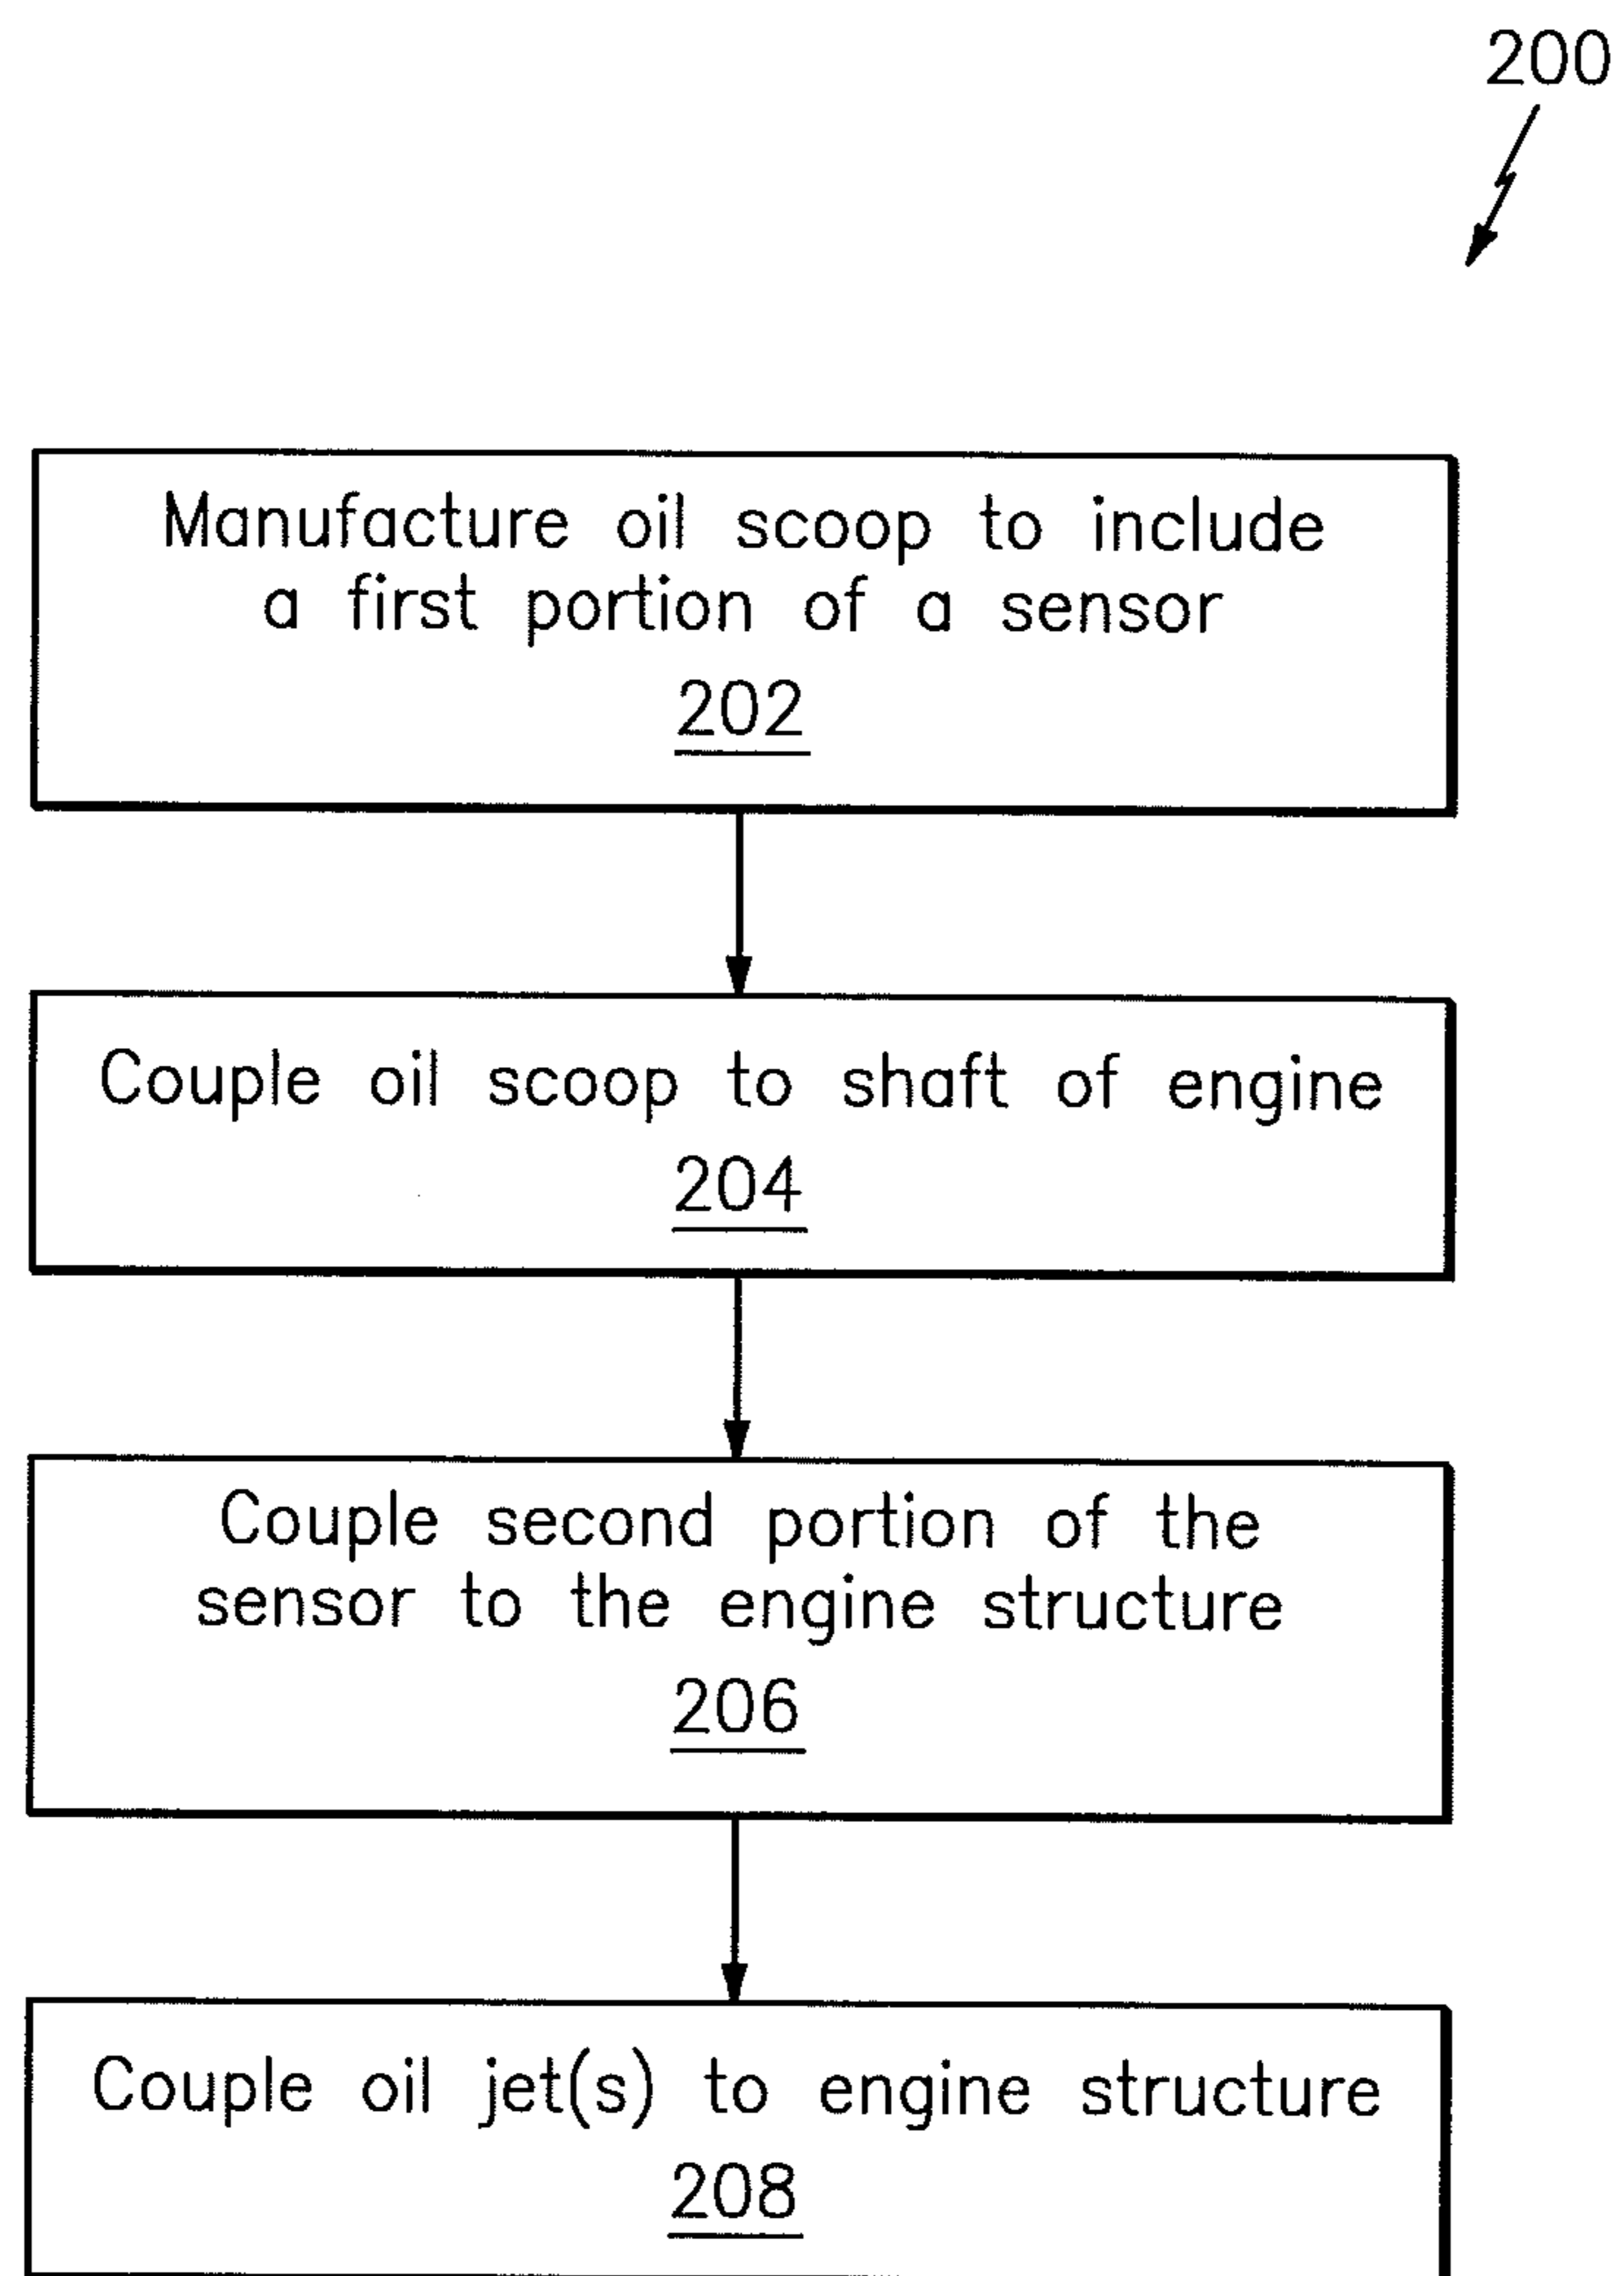 200
Manufacture oil scoop to include
a first portion of a sensor
202
Couple oil scoop to shaft of engine
204
Couple second portion of the
sensor to the engine structure
206
Couple oil jet(s) to engine structure
208